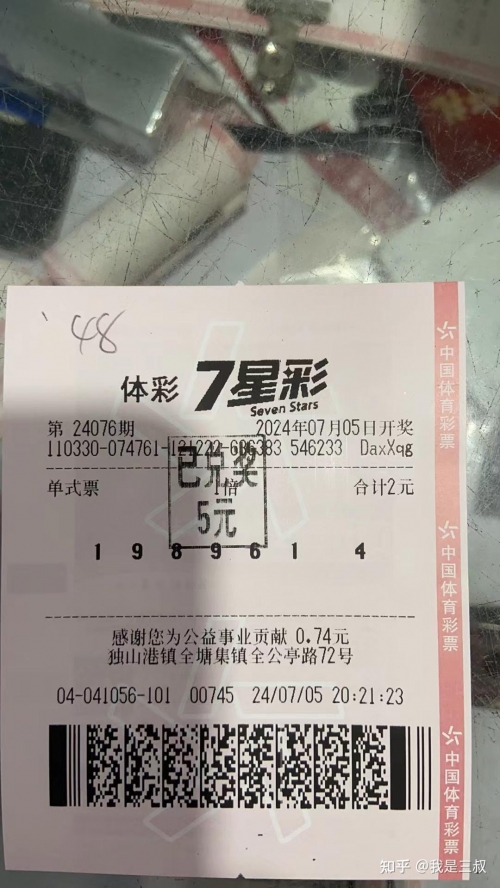 48
体彩 7星彩
Seven Stars
第 24076期 2024年07月05日开奖
546233 DaxXqg
单式票 1倍 合计2元
已兑奖
5元
1 9 8 9 6 1 4
感谢您为公益事业贡献 0.74元
独山港镇全塘集镇全公亭路72号
04-041056-101 00745 24/07/05 20:21:23
中国体育彩票
中国体育彩票
中国体育彩票
知乎 @我是三叔